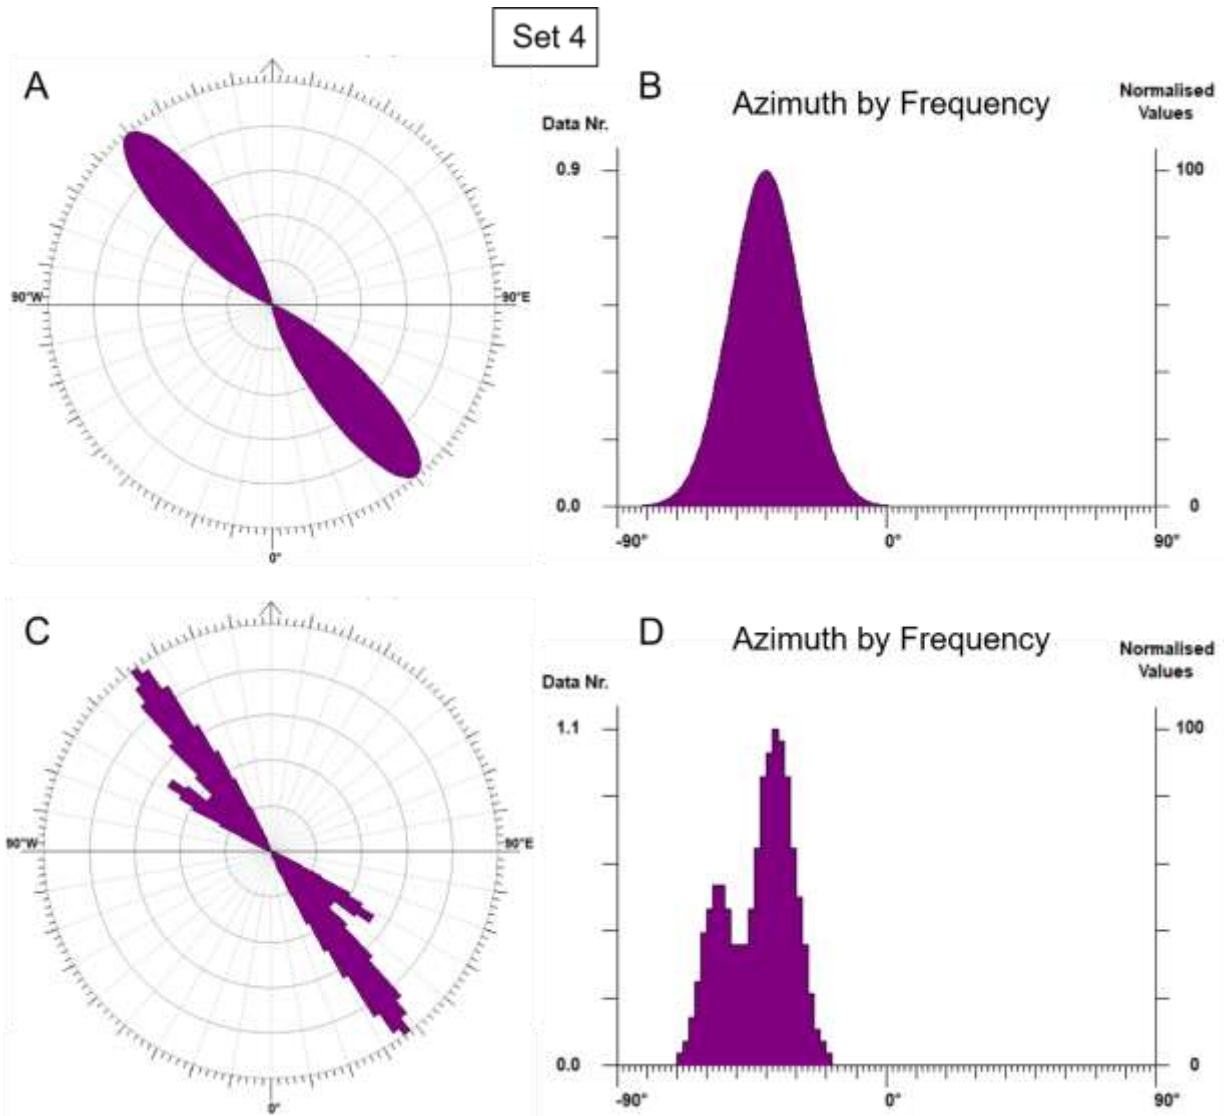 Set 4
A
90°W
90°E
0°
B
Azimuth by Frequency
Data Nr.
Normalised
Values
0.9
100
0.0
0
-90°
0°
90°
C
90°W
90°E
0°
D
Azimuth by Frequency
Data Nr.
Normalised
Values
1.1
100
0.0
0
-90°
0°
90°